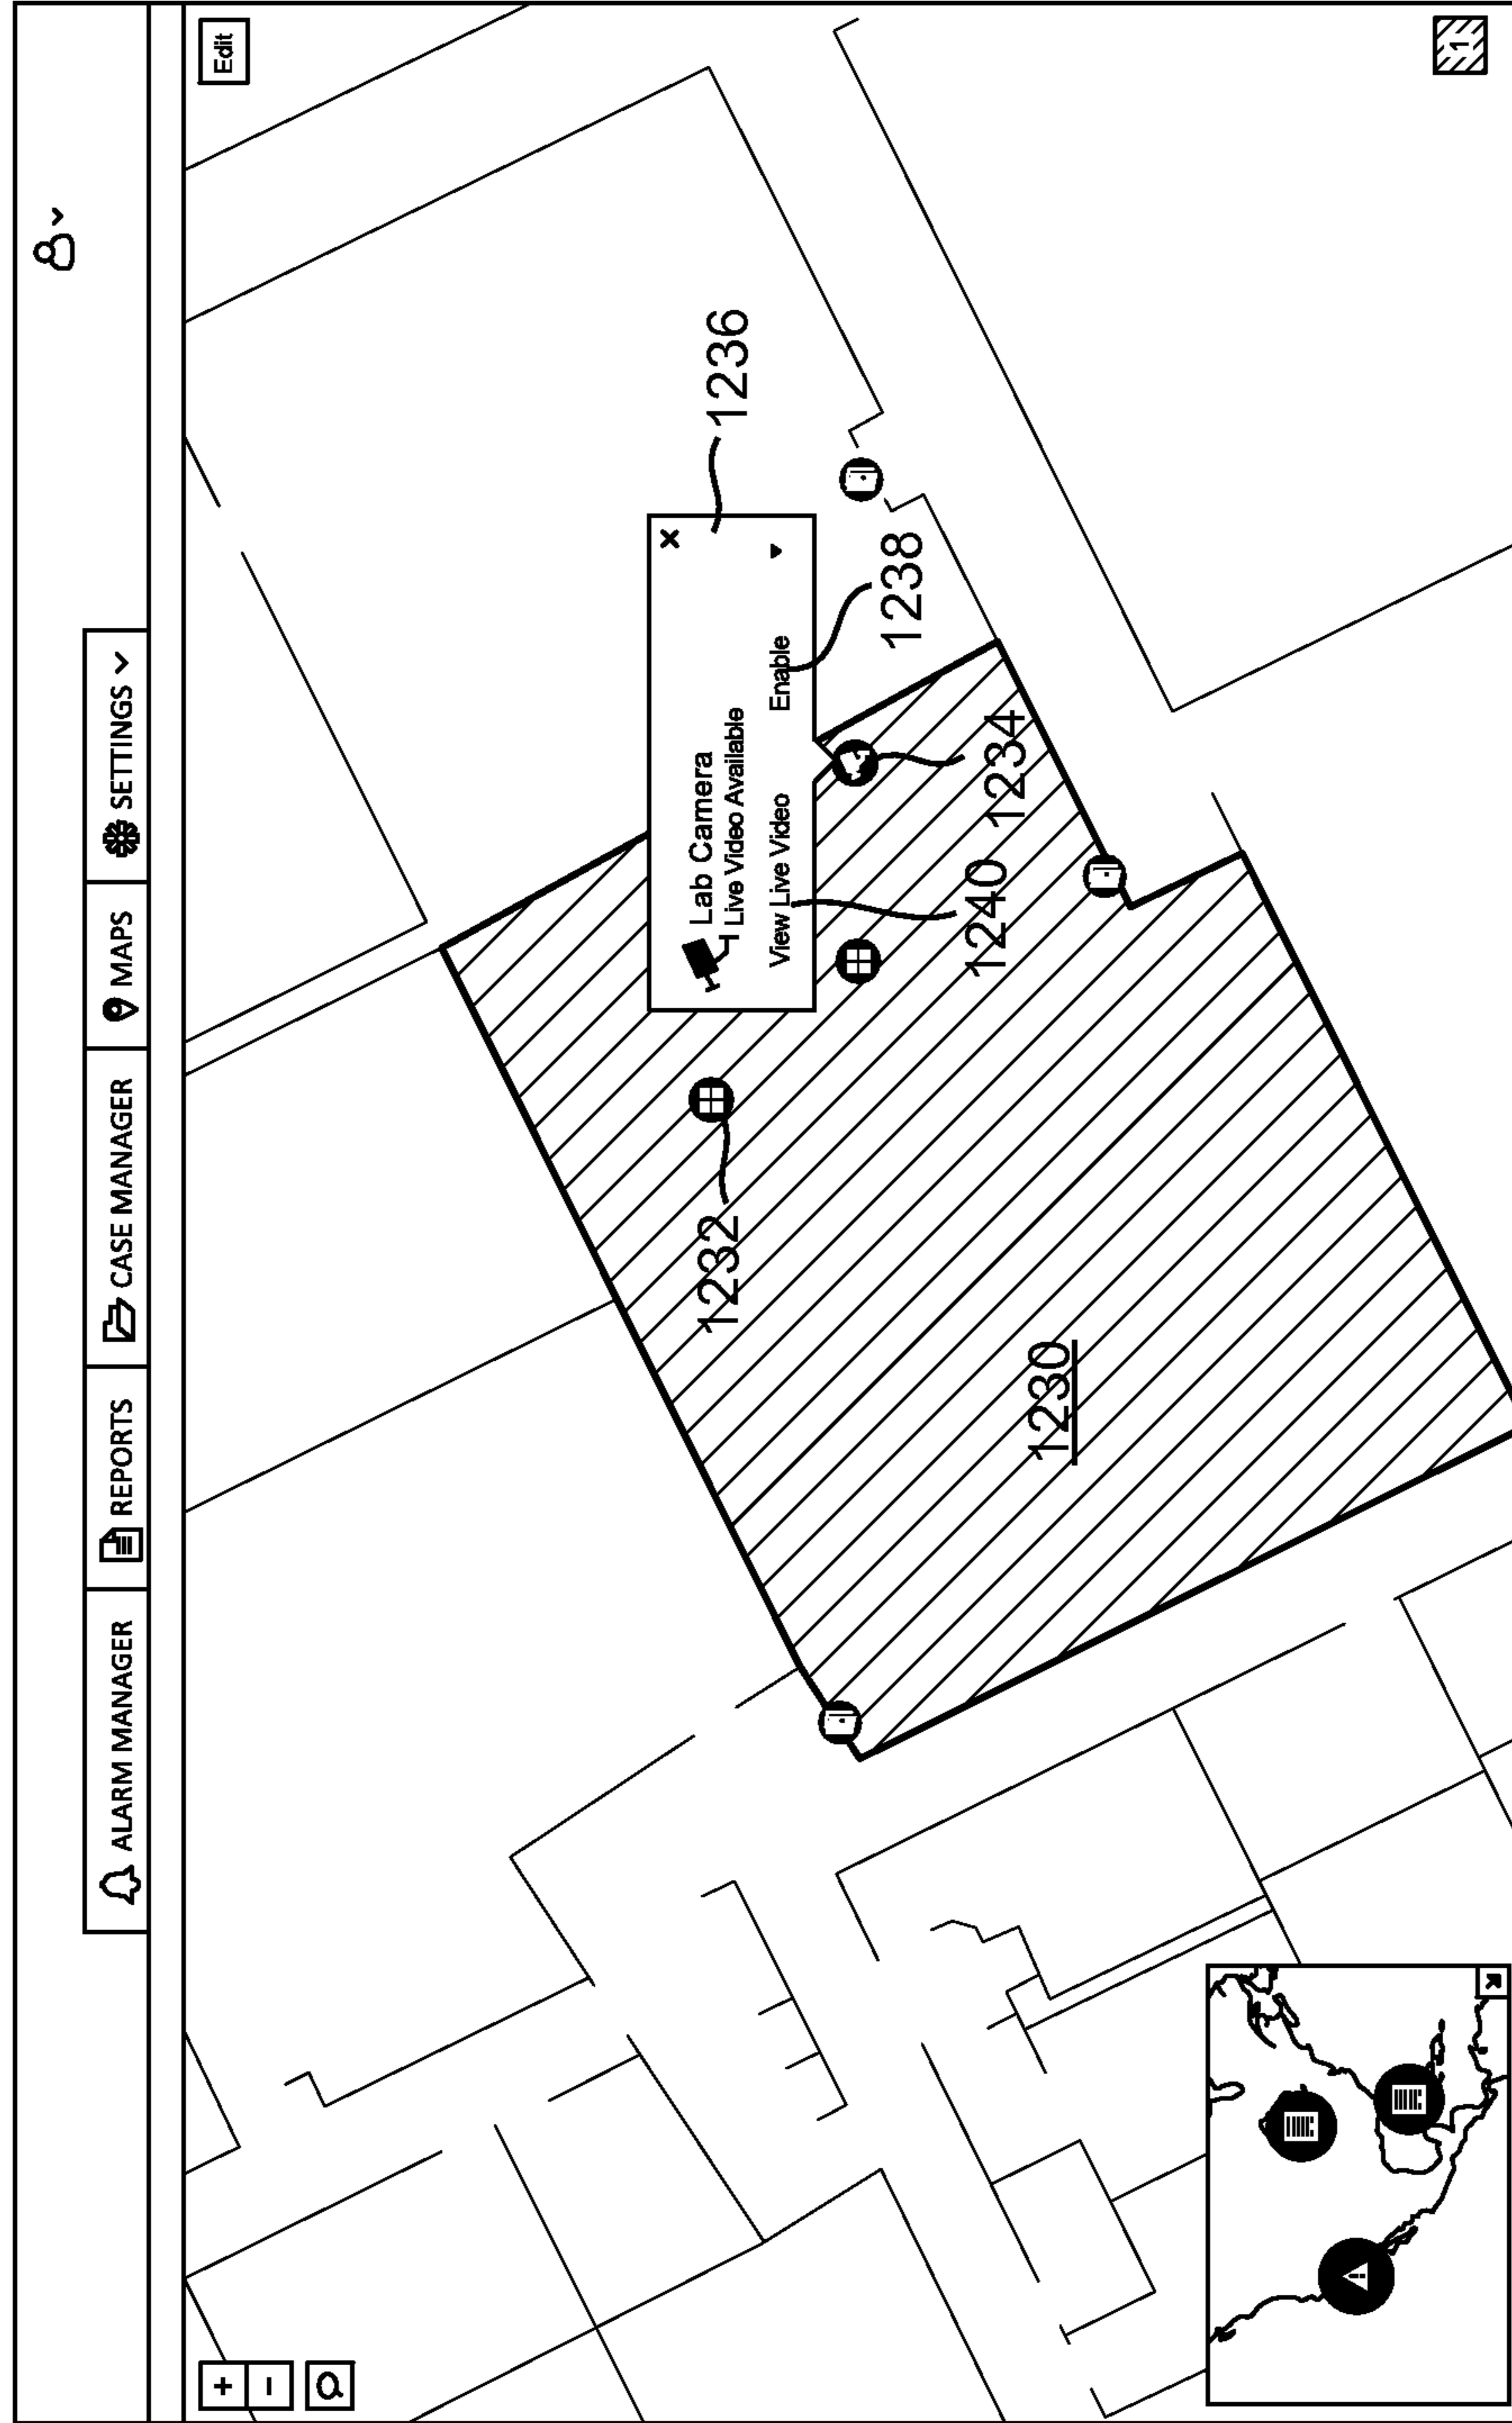 ALARM MANAGER
REPORTS
CASE MANAGER
MAPS
SETTINGS
+
-
Edit
1236
Lab Camera
Live Video Available
View Live Video
Enable
1238
1232
1240
1234
1230
1